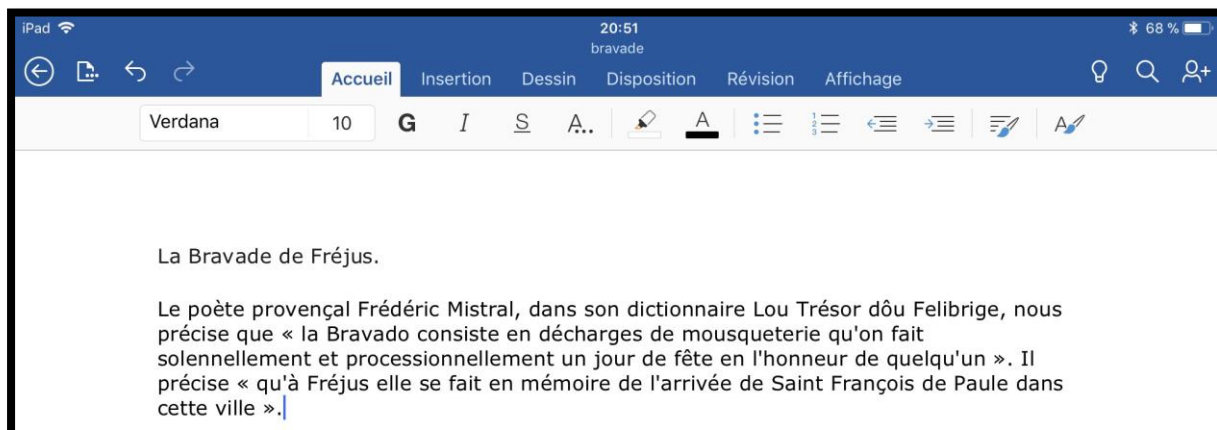 iPad 20:51 68 %
bravade
Accueil Insertion Dessin Disposition Révision Affichage
Verdana 10 G I S A.. A
La Bravade de Fréjus.
Le poète provençal Frédéric Mistral, dans son dictionnaire Lou Trésor dôu Felibrige, nous
précise que « la Bravado consiste en décharges de mousqueterie qu'on fait
solennellement et processionnellement un jour de fête en l'honneur de quelqu'un ». Il
précise « qu'à Fréjus elle se fait en mémoire de l'arrivée de Saint François de Paule dans
cette ville ».